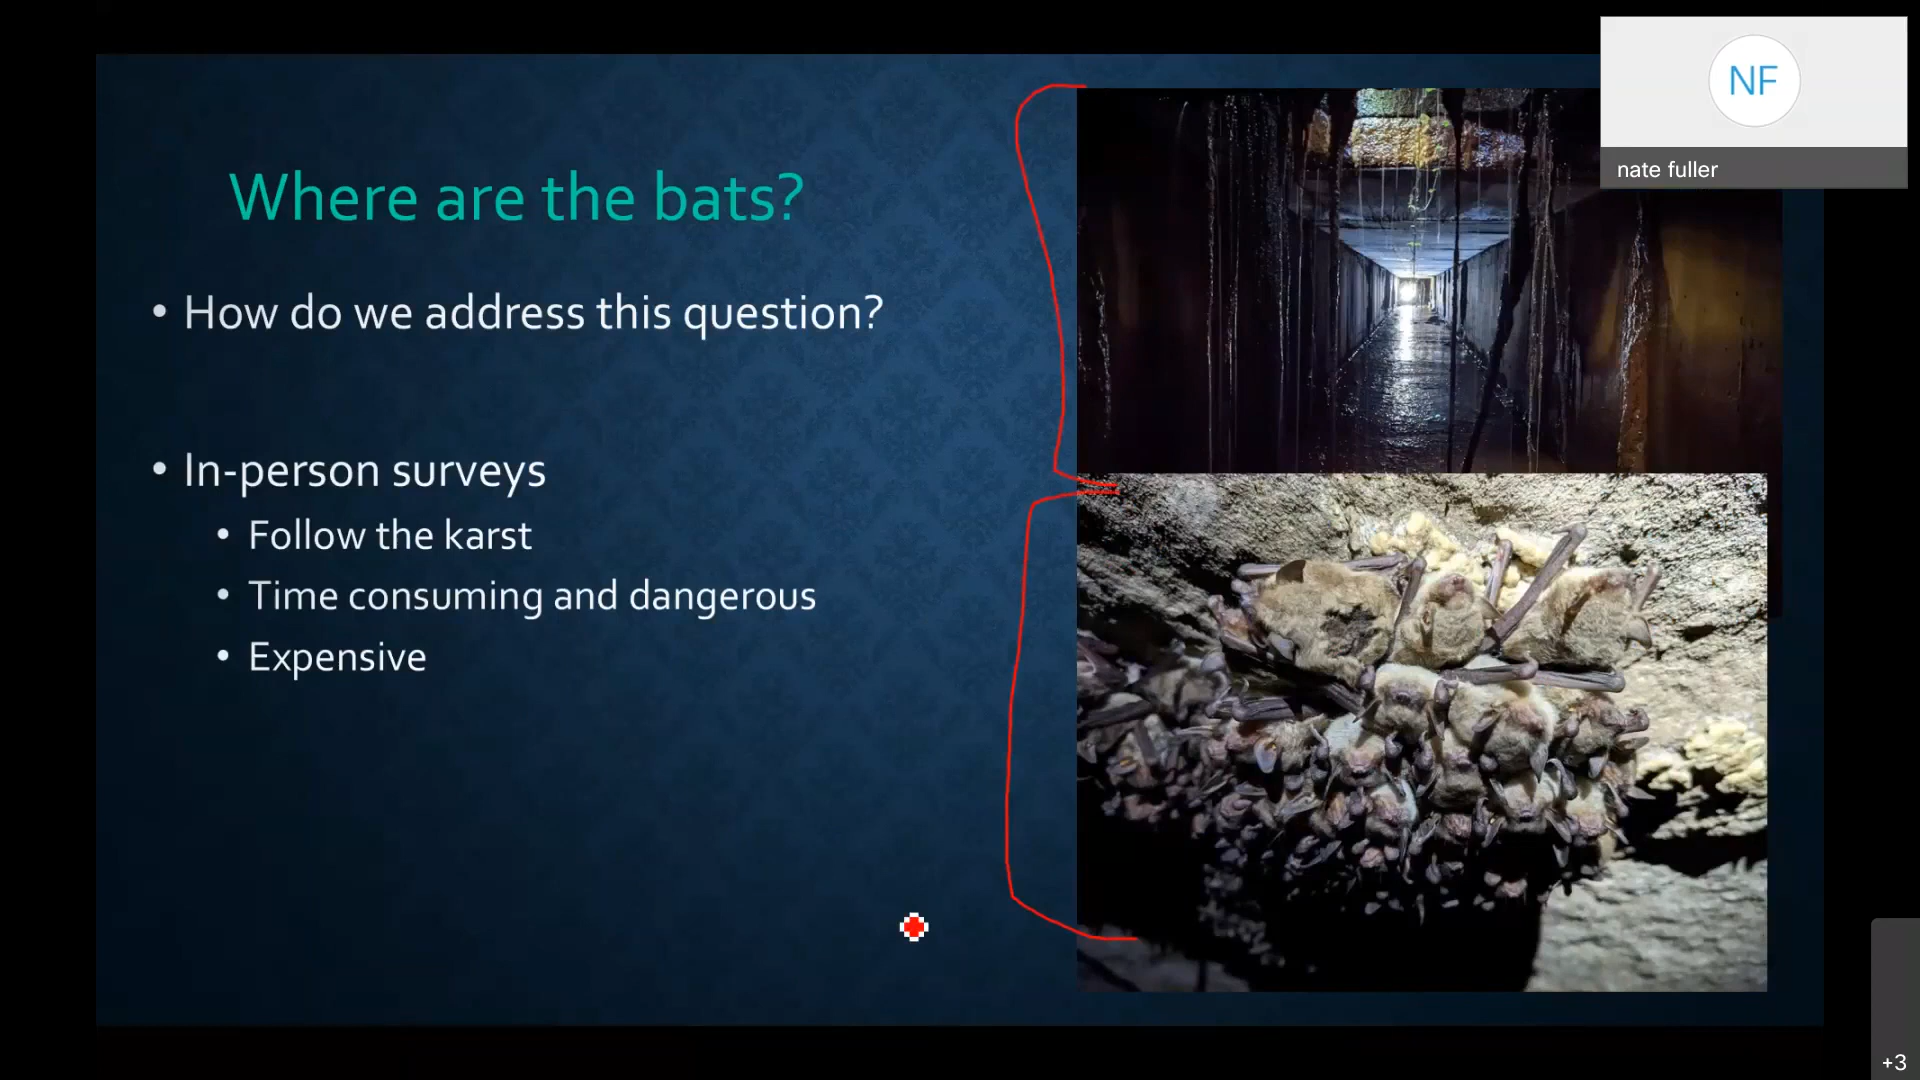 NF
nate fuller
Where are the bats?
• How do we address this question?
• In-person surveys
• Follow the karst
• Time consuming and dangerous
• Expensive
+3